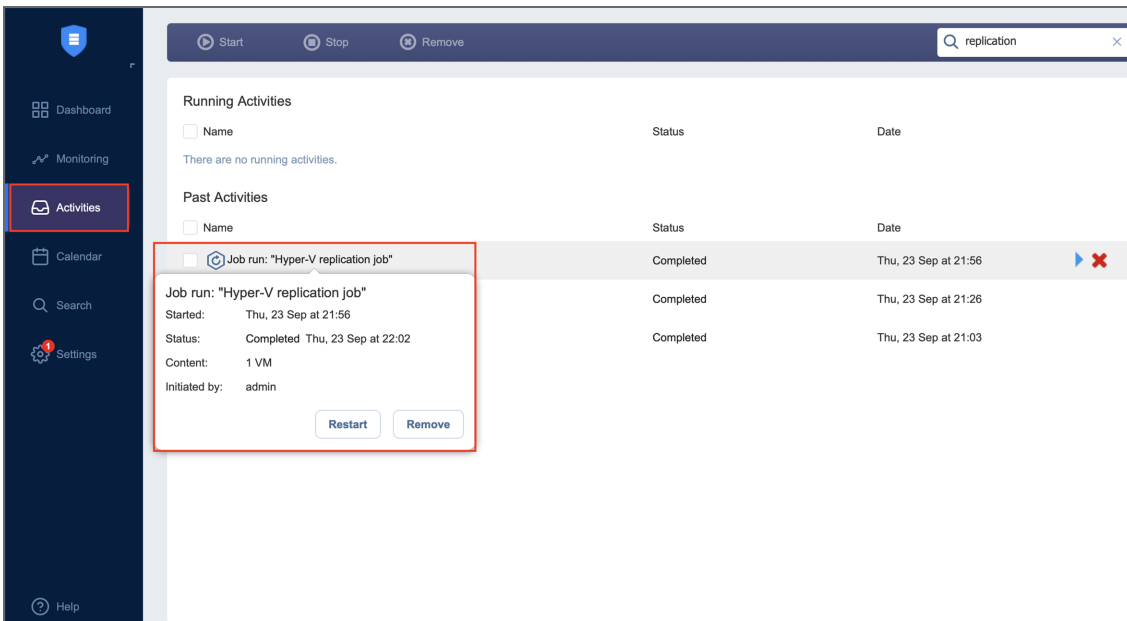 Start Stop Remove replication
Dashboard
Monitoring
Activities
Calendar
Search
1
Settings
Help
Running Activities
Name Status Date
There are no running activities.
Past Activities
Name Status Date
Job run: "Hyper-V replication job" Completed Thu, 23 Sep at 21:56
Completed Thu, 23 Sep at 21:26
Completed Thu, 23 Sep at 21:03
Job run: "Hyper-V replication job"
Started: Thu, 23 Sep at 21:56
Status: Completed Thu, 23 Sep at 22:02
Content: 1 VM
Initiated by: admin
Restart Remove